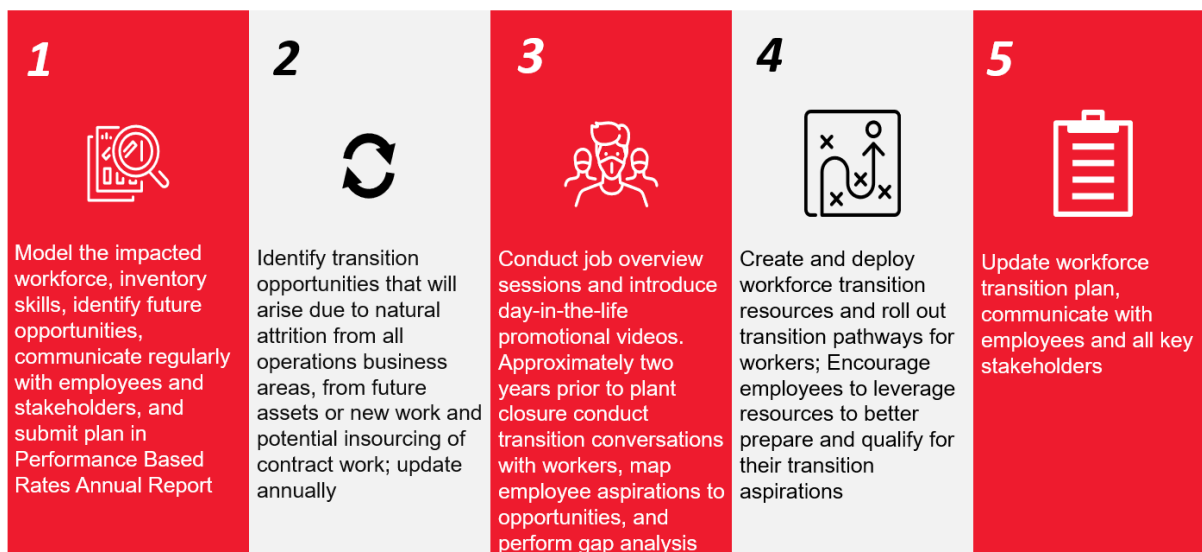 1
Model the impacted
workforce, inventory
skills, identify future
opportunities,
communicate regularly
with employees and
stakeholders, and
submit plan in
Performance Based
Rates Annual Report
2
Identify transition
opportunities that will
arise due to natural
attrition from all
operations business
areas, from future
assets or new work and
potential insourcing of
contract work; update
annually
3
Conduct job overview
sessions and introduce
day-in-the-life
promotional videos.
Approximately two
years prior to plant
closure conduct
transition conversations
with workers, map
employee aspirations to
opportunities, and
perform gap analysis
4
Create and deploy
workforce transition
resources and roll out
transition pathways for
workers; Encourage
employees to leverage
resources to better
prepare and qualify for
their transition
aspirations
5
Update workforce
transition plan,
communicate with
employees and all key
stakeholders